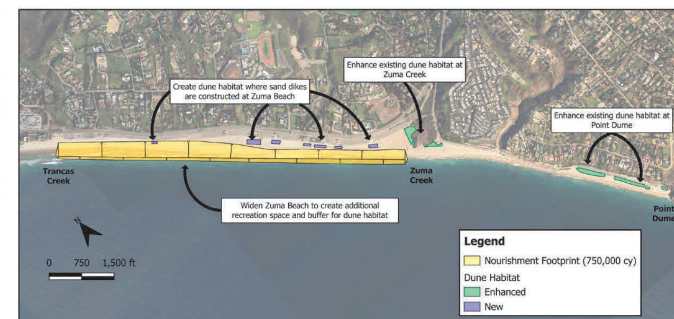 Enhance existing dune habitat at
Zuma Creek
Create dune habitat where sand dikes
are constructed at Zuma Beach
Enhance existing dune habitat at
Point Dume
Trancas
Creek
Zuma
Creek
Point
Dume
Widen Zuma Beach to create additional
recreation space and buffer for dune habitat
N
0 750 1,500 ft
Legend
Nourishment Footprint (750,000 cy)
Dune Habitat
Enhanced
New